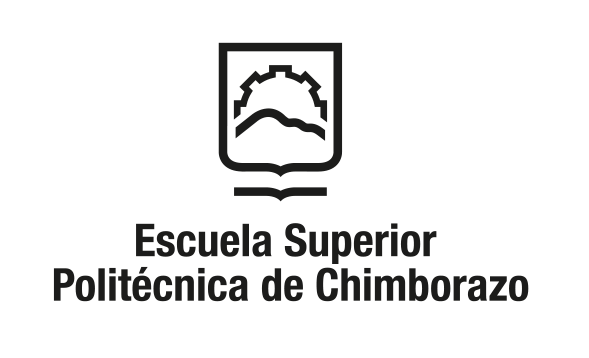 Escuela Superior
Politécnica de Chimborazo